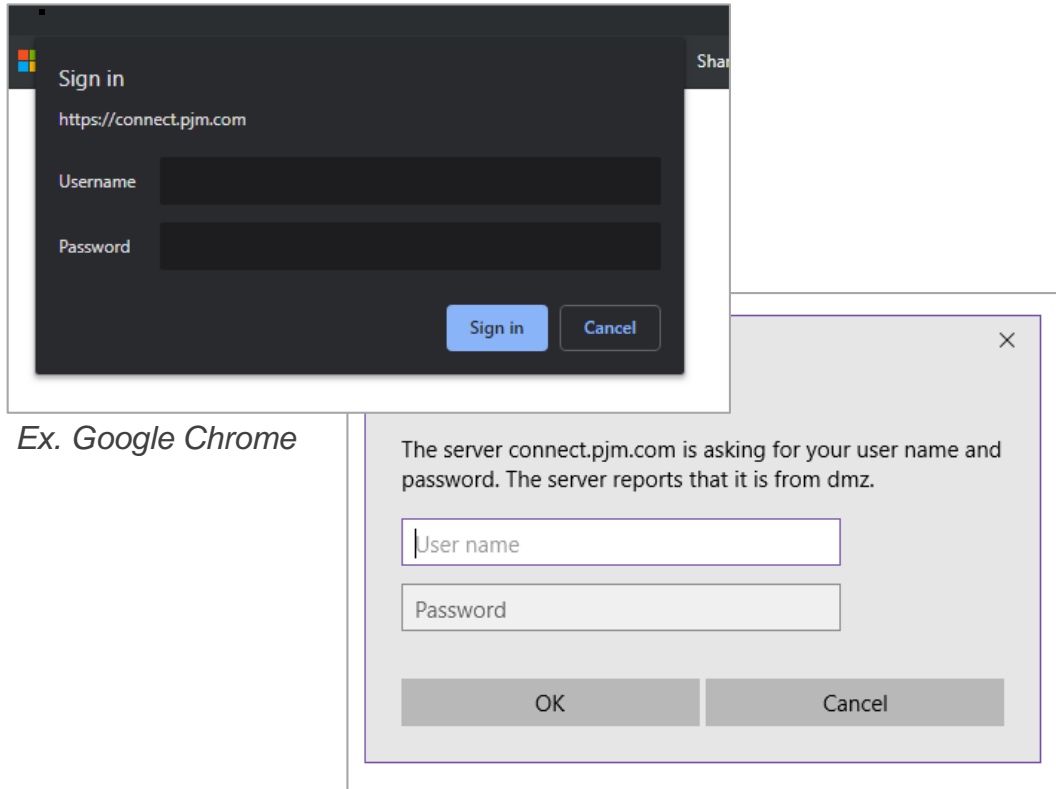 Shar
Sign in
https://connect.pjm.com
Username
Password
Sign in
Cancel
Ex. Google Chrome
The server connect.pjm.com is asking for your user name and
password. The server reports that it is from dmz.
User name
Password
OK
Cancel